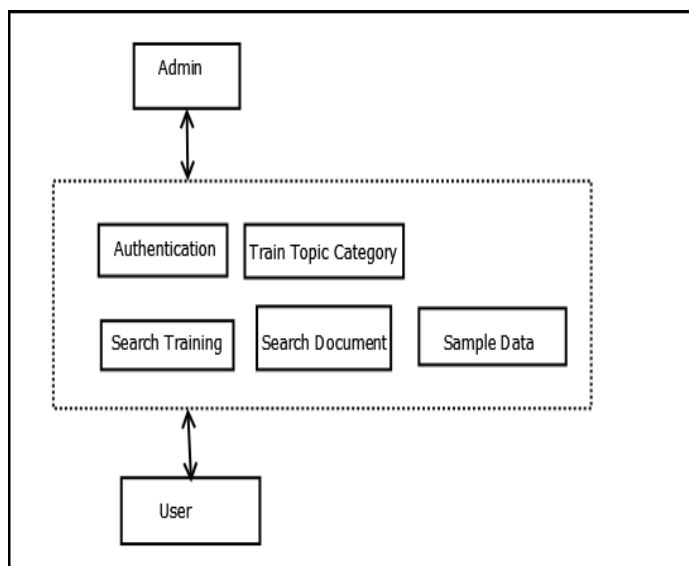 Admin
Authentication
Train Topic Category
Search Training
Search Document
Sample Data
User